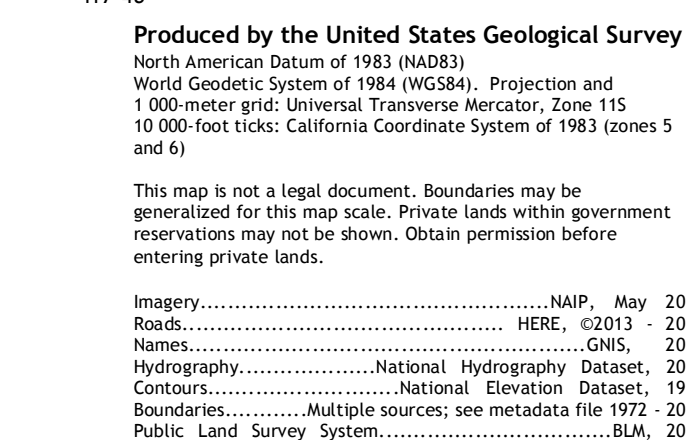 Produced by the United States Geological Survey
North American Datum of 1983 (NAD83)
World Geodetic System of 1984 (WGS84). Projection and
1 000-meter grid: Universal Transverse Mercator, Zone 11S
10 000-foot ticks: California Coordinate System of 1983 (zones 5
and 6)
This map is not a legal document. Boundaries may be
generalized for this map scale. Private lands within government
reservations may not be shown. Obtain permission before
entering private lands.
Imagery....................................................NAIP, May 20
Roads................................................ HERE, ©2013 - 20
Names...........................................................GNIS, 20
Hydrography....................National Hydrography Dataset, 20
Contours............................National Elevation Dataset, 19
Boundaries............Multiple sources; see metadata file 1972 - 20
Public Land Survey System..................................BLM, 20